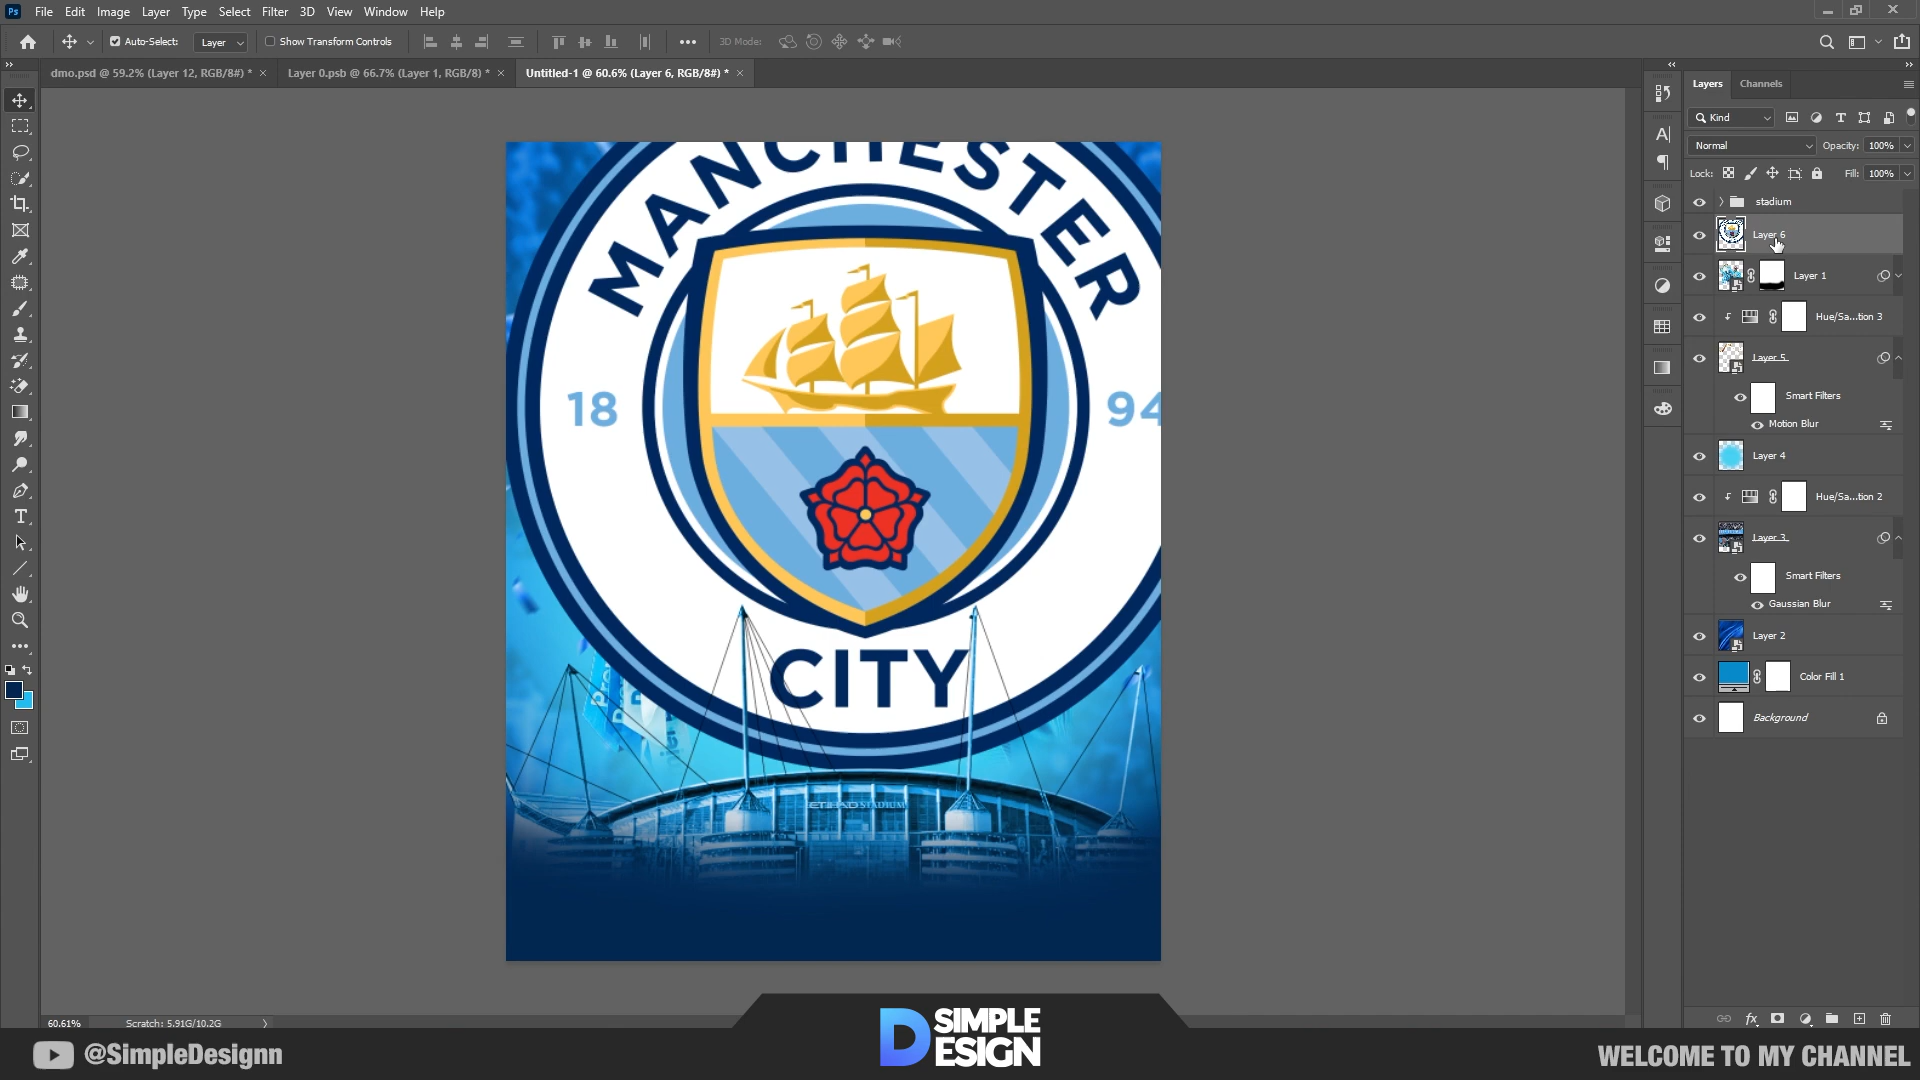 Ps File Edit Image Layer Type Select Filter 3D View Window Help
Auto-Select: Layer Show Transform Controls 3D Mode:
dmo.psd @ 59.2% (Layer 12, RGB/8#) * × Layer 0.psb @ 66.7% (Layer 1, RGB/8) * × Untitled-1 @ 60.6% (Layer 6, RGB/8#) * ×
Layers Channels
Kind
Normal Opacity: 100%
Lock: Fill: 100%
stadium
Layer 6
Layer 1
Hue/Sa...tion 3
Layer 5
Smart Filters
Motion Blur
Layer 4
Hue/Sa...tion 2
Layer 3
Smart Filters
Gaussian Blur
Layer 2
Color Fill 1
Background
MANCHESTER
18 94
CITY
ETIHAD STADIUM
60.61% Scratch: 5.91G/10.2G
@SimpleDesignn
D SIMPLE
ESIGN
WELCOME TO MY CHANNEL